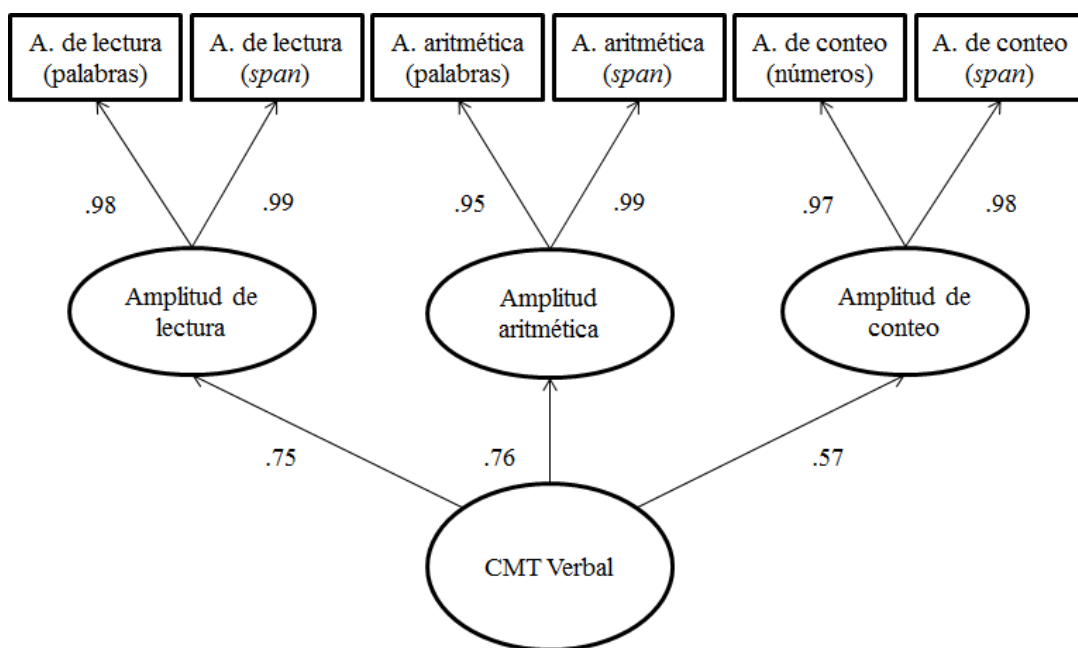 A. de lectura
(palabras)
A. de lectura
(span)
A. aritmética
(palabras)
A. aritmética
(span)
A. de conteo
(números)
A. de conteo
(span)
.98
.99
.95
.99
.97
.98
Amplitud de
lectura
Amplitud
aritmética
Amplitud de
conteo
.75
.76
.57
CMT Verbal